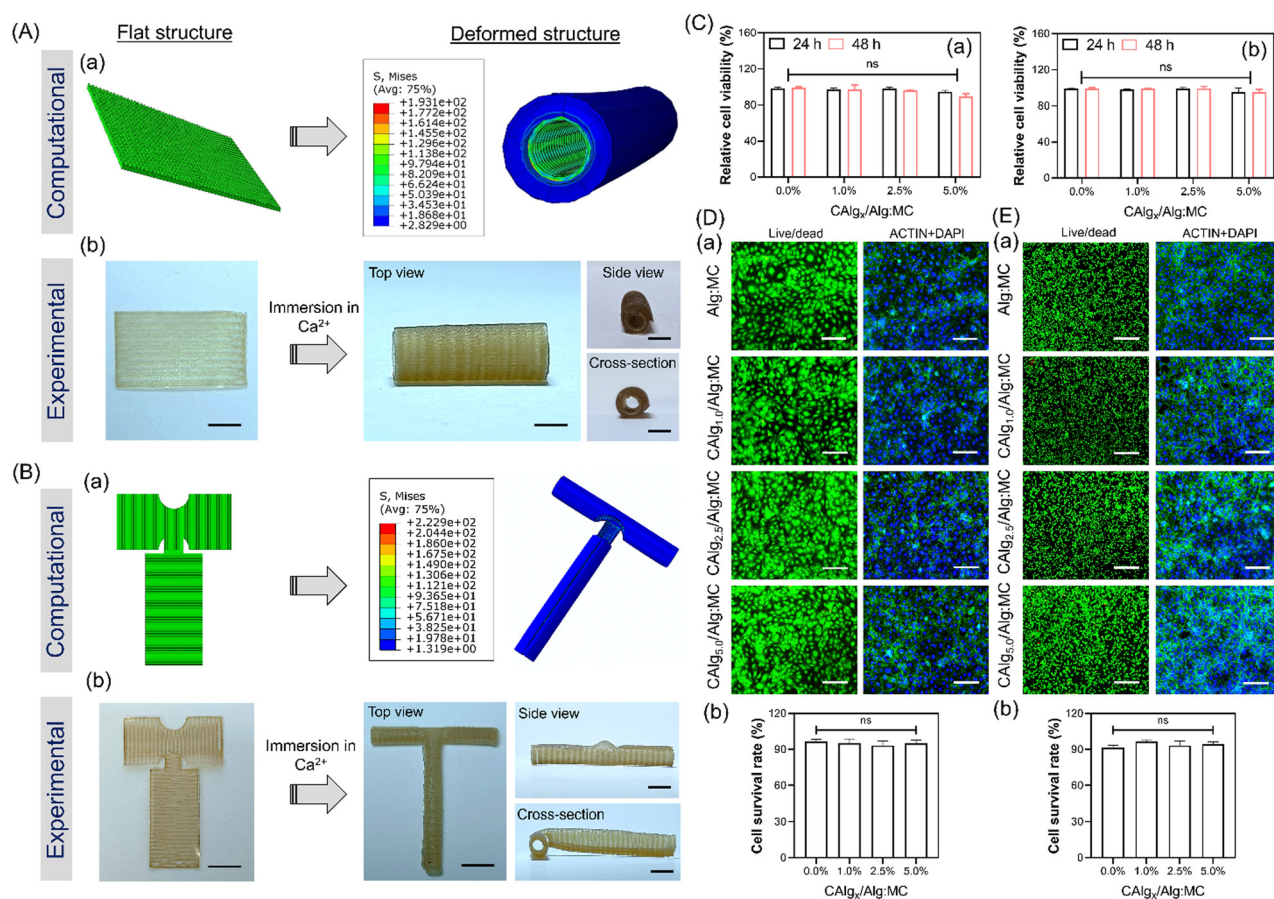 (A)
Flat structure
Deformed structure
Computational
(a)
S, Mises
(Avg: 75%)
+1.931e+02
+1.772e+02
+1.614e+02
+1.455e+02
+1.296e+02
+1.138e+02
+9.794e+01
+8.209e+01
+6.624e+01
+5.039e+01
+3.453e+01
+1.868e+01
+2.829e+00
Experimental
(b)
Immersion in
Ca2+
Top view
Side view
Cross-section
(B)
Computational
(a)
S, Mises
(Avg: 75%)
+2.229e+02
+2.044e+02
+1.860e+02
+1.675e+02
+1.490e+02
+1.306e+02
+1.121e+02
+9.365e+01
+7.518e+01
+5.671e+01
+3.825e+01
+1.978e+01
+1.319e+00
Experimental
(b)
Immersion in
Ca2+
Top view
Side view
Cross-section
(C)
Relative cell viability (%)
160
120
80
40
0
24 h 48 h
(a)
ns
0.0% 1.0% 2.5% 5.0%
CAlgx/Alg:MC
Relative cell viability (%)
160
120
80
40
0
24 h 48 h
(b)
ns
0.0% 1.0% 2.5% 5.0%
CAlgx/Alg:MC
(D)
Live/dead
ACTIN+DAPI
(a)
Alg:MC
CAlg1.0/Alg:MC
CAlg2.5/Alg:MC
CAlg5.0/Alg:MC
(b)
Cell survival rate (%)
120
90
60
30
0
ns
0.0% 1.0% 2.5% 5.0%
CAlgx/Alg:MC
(E)
Live/dead
ACTIN+DAPI
(a)
Alg:MC
CAlg1.0/Alg:MC
CAlg2.5/Alg:MC
CAlg5.0/Alg:MC
(b)
Cell survival rate (%)
120
90
60
30
0
ns
0.0% 1.0% 2.5% 5.0%
CAlgx/Alg:MC